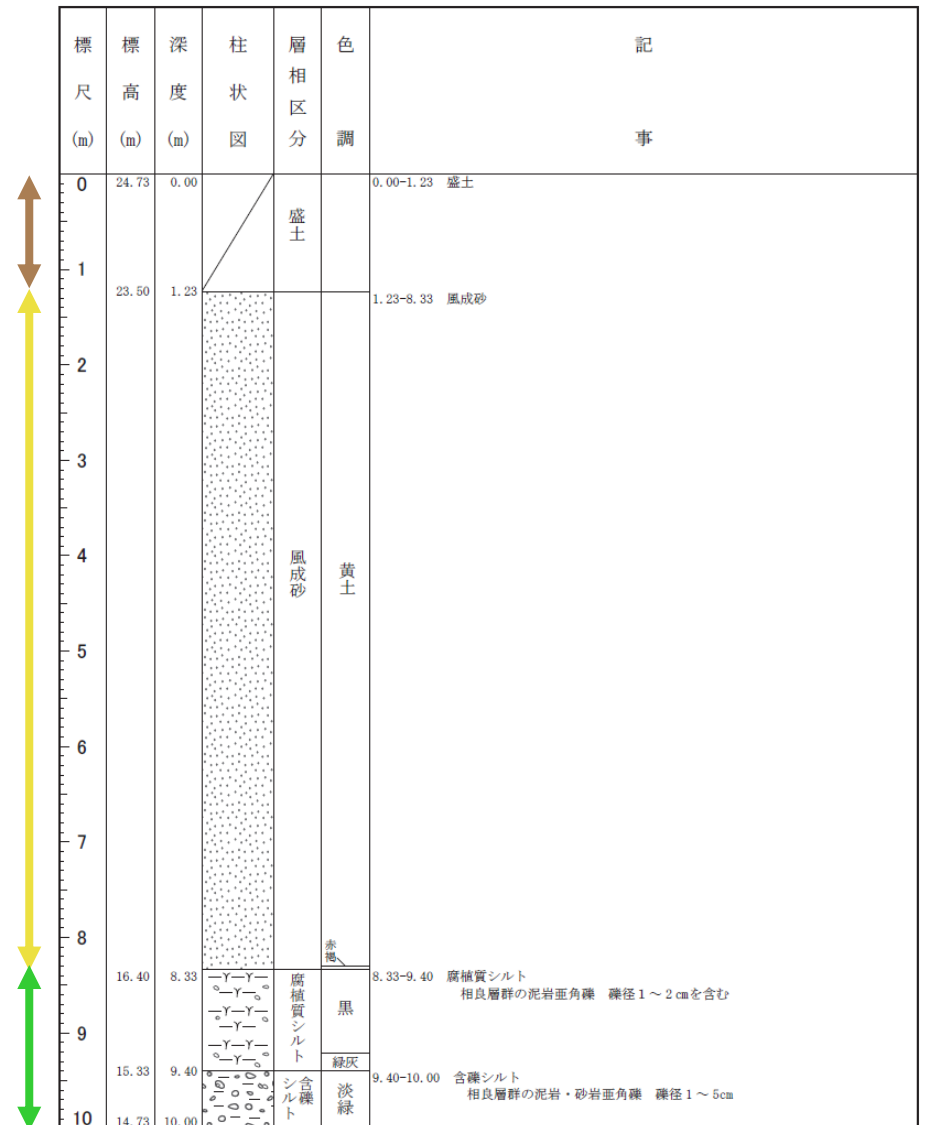 標尺(m)
標高(m)
深度(m)
柱状図
層相区分
色調
記事
0 24.73 0.00
0.00-1.23 盛土
盛土
1
23.50 1.23
1.23-8.33 風成砂
2
3
4
風成砂
黄土
5
6
7
8
赤褐
16.40 8.33
8.33-9.40 腐植質シルト
相良層群の泥岩亜角礫 礫径1～2㎝を含む
腐植質シルト
黒
9
緑灰
15.33 9.40
9.40-10.00 含礫シルト
相良層群の泥岩・砂岩亜角礫 礫径1～5cm
含礫シルト
淡緑
10 14.73 10.00